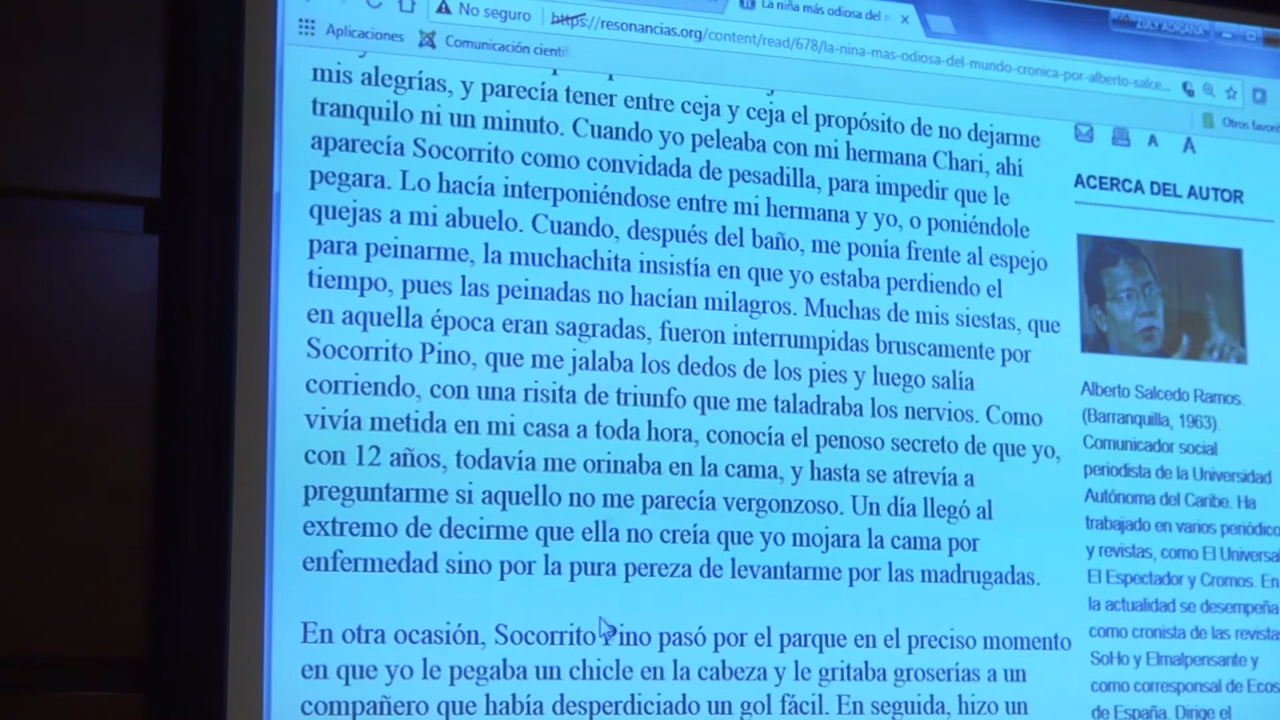 La niña más odiosa del
No seguro
https://resonancias.org/content/read/678/la-nina-mas-odiosa-del-mundo-cronica-por-alberto-salce...
Aplicaciones
Comunicación cientí
Otros favori
mis alegrías, y parecía tener entre ceja y ceja el propósito de no dejarme
tranquilo ni un minuto. Cuando yo peleaba con mi hermana Chari, ahí
aparecía Socorrito como convidada de pesadilla, para impedir que le
pegara. Lo hacía interponiéndose entre mi hermana y yo, o poniéndole
quejas a mi abuelo. Cuando, después del baño, me ponía frente al espejo
para peinarme, la muchachita insistía en que yo estaba perdiendo el
tiempo, pues las peinadas no hacían milagros. Muchas de mis siestas, que
en aquella época eran sagradas, fueron interrumpidas bruscamente por
Socorrito Pino, que me jalaba los dedos de los pies y luego salía
corriendo, con una risita de triunfo que me taladraba los nervios. Como
vivía metida en mi casa a toda hora, conocía el penoso secreto de que yo,
con 12 años, todavía me orinaba en la cama, y hasta se atrevía a
preguntarme si aquello no me parecía vergonzoso. Un día llegó al
extremo de decirme que ella no creía que yo mojara la cama por
enfermedad sino por la pura pereza de levantarme por las madrugadas.
En otra ocasión, Socorrito Pino pasó por el parque en el preciso momento
en que yo le pegaba un chicle en la cabeza y le gritaba groserías a un
compañero que había desperdiciado un gol fácil. En seguida, hizo un
A A
ACERCA DEL AUTOR
Alberto Salcedo Ramos.
(Barranquilla, 1963).
Comunicador social
periodista de la Universidad
Autónoma del Caribe. Ha
trabajado en varios periódico
y revistas, como El Universa
El Espectador y Cromos. En
la actualidad se desempeña
como cronista de las revista
SoHo y Elmalpensante y
como corresponsal de Ecos
de España. Dirige el